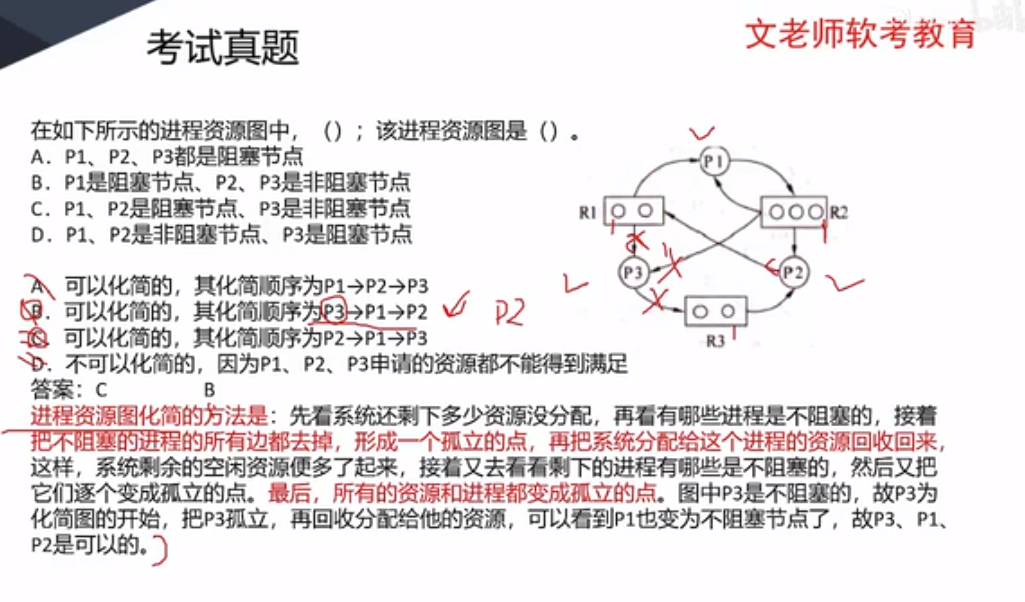 考试真题
文老师软考教育
在如下所示的进程资源图中，（）；该进程资源图是（）。
A．P1、P2、P3都是阻塞节点
B．P1是阻塞节点、P2、P3是非阻塞节点
C．P1、P2是阻塞节点、P3是非阻塞节点
D．P1、P2是非阻塞节点、P3是阻塞节点
P1
R1
R2
P3
P2
R3
A．可以化简的，其化简顺序为P1→P2→P3
B．可以化简的，其化简顺序为P3→P1→P2
P2
C．可以化简的，其化简顺序为P2→P1→P3
D．不可以化简的，因为P1、P2、P3申请的资源都不能得到满足
答案：C B
进程资源图化简的方法是：先看系统还剩下多少资源没分配，再看有哪些进程是不阻塞的，接着
把不阻塞的进程的所有边都去掉，形成一个孤立的点，再把系统分配给这个进程的资源回收回来，
这样，系统剩余的空闲资源便多了起来，接着又去看看剩下的进程有哪些是不阻塞的，然后又把
它们逐个变成孤立的点。最后，所有的资源和进程都变成孤立的点。图中P3是不阻塞的，故P3为
化简图的开始，把P3孤立，再回收分配给他的资源，可以看到P1也变为不阻塞节点了，故P3、P1、
P2是可以的。